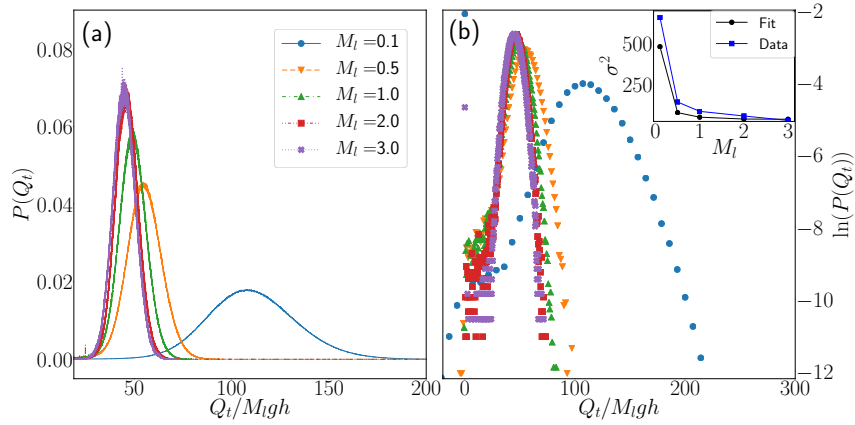 (a)
P(Q_t)
0.08
0.06
0.04
0.02
0.00
50
100
150
200
Q_t/M_lgh
M_l =0.1
M_l =0.5
M_l =1.0
M_l =2.0
M_l =3.0
(b)
−2
−4
−6
−8
−10
−12
ln(P(Q_t))
0
100
200
300
Q_t/M_lgh
σ^2
500
250
0
1
2
3
M_l
Fit
Data